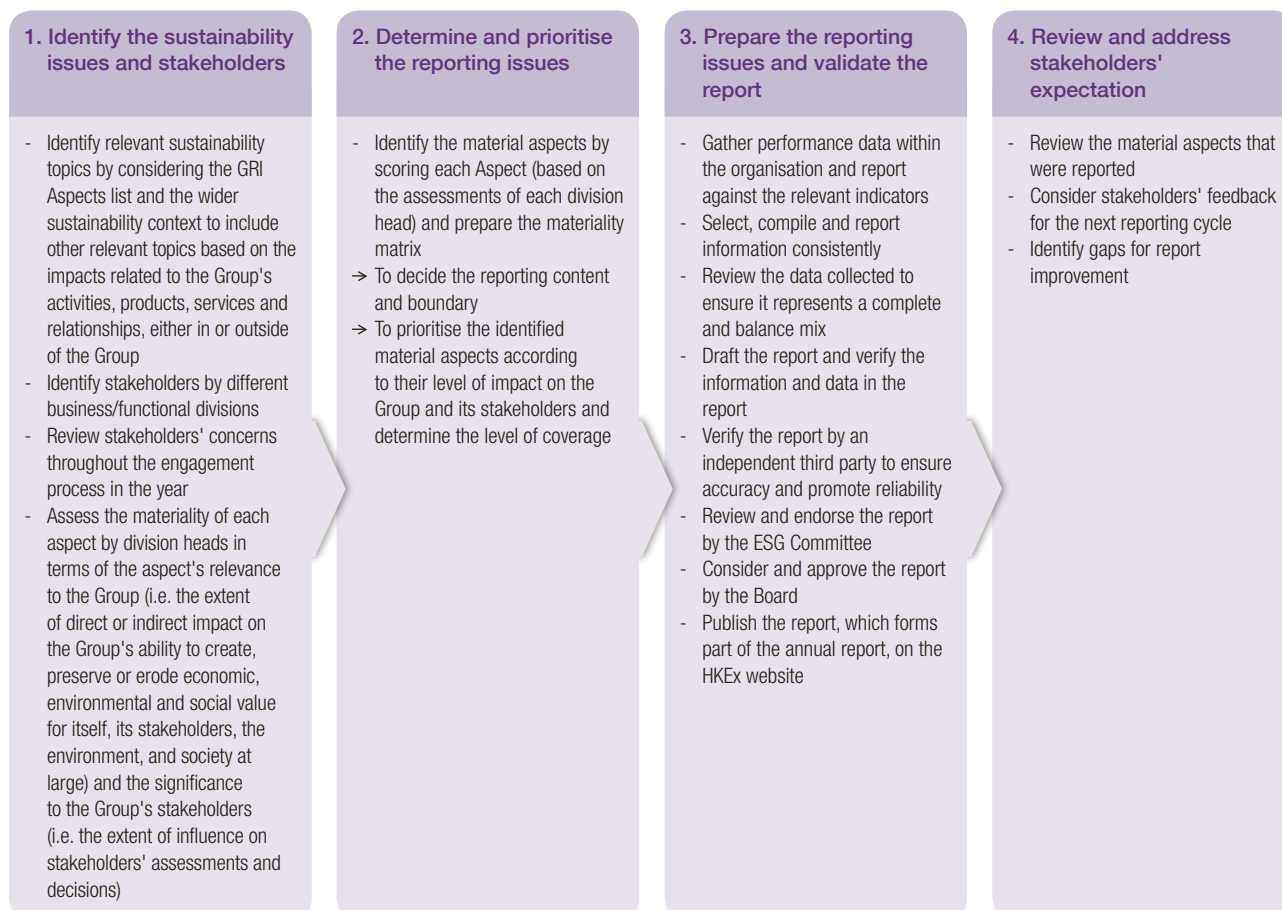 1. Identify the sustainability
issues and stakeholders
- Identify relevant sustainability
topics by considering the GRI
Aspects list and the wider
sustainability context to include
other relevant topics based on the
impacts related to the Group's
activities, products, services and
relationships, either in or outside
of the Group
- Identify stakeholders by different
business/functional divisions
- Review stakeholders' concerns
throughout the engagement
process in the year
- Assess the materiality of each
aspect by division heads in
terms of the aspect's relevance
to the Group (i.e. the extent
of direct or indirect impact on
the Group's ability to create,
preserve or erode economic,
environmental and social value
for itself, its stakeholders, the
environment, and society at
large) and the significance
to the Group's stakeholders
(i.e. the extent of influence on
stakeholders' assessments and
decisions)
2. Determine and prioritise
the reporting issues
- Identify the material aspects by
scoring each Aspect (based on
the assessments of each division
head) and prepare the materiality
matrix
→ To decide the reporting content
and boundary
→ To prioritise the identified
material aspects according
to their level of impact on the
Group and its stakeholders and
determine the level of coverage
3. Prepare the reporting
issues and validate the
report
- Gather performance data within
the organisation and report
against the relevant indicators
- Select, compile and report
information consistently
- Review the data collected to
ensure it represents a complete
and balance mix
- Draft the report and verify the
information and data in the
report
- Verify the report by an
independent third party to ensure
accuracy and promote reliability
- Review and endorse the report
by the ESG Committee
- Consider and approve the report
by the Board
- Publish the report, which forms
part of the annual report, on the
HKEx website
4. Review and address
stakeholders'
expectation
- Review the material aspects that
were reported
- Consider stakeholders' feedback
for the next reporting cycle
- Identify gaps for report
improvement